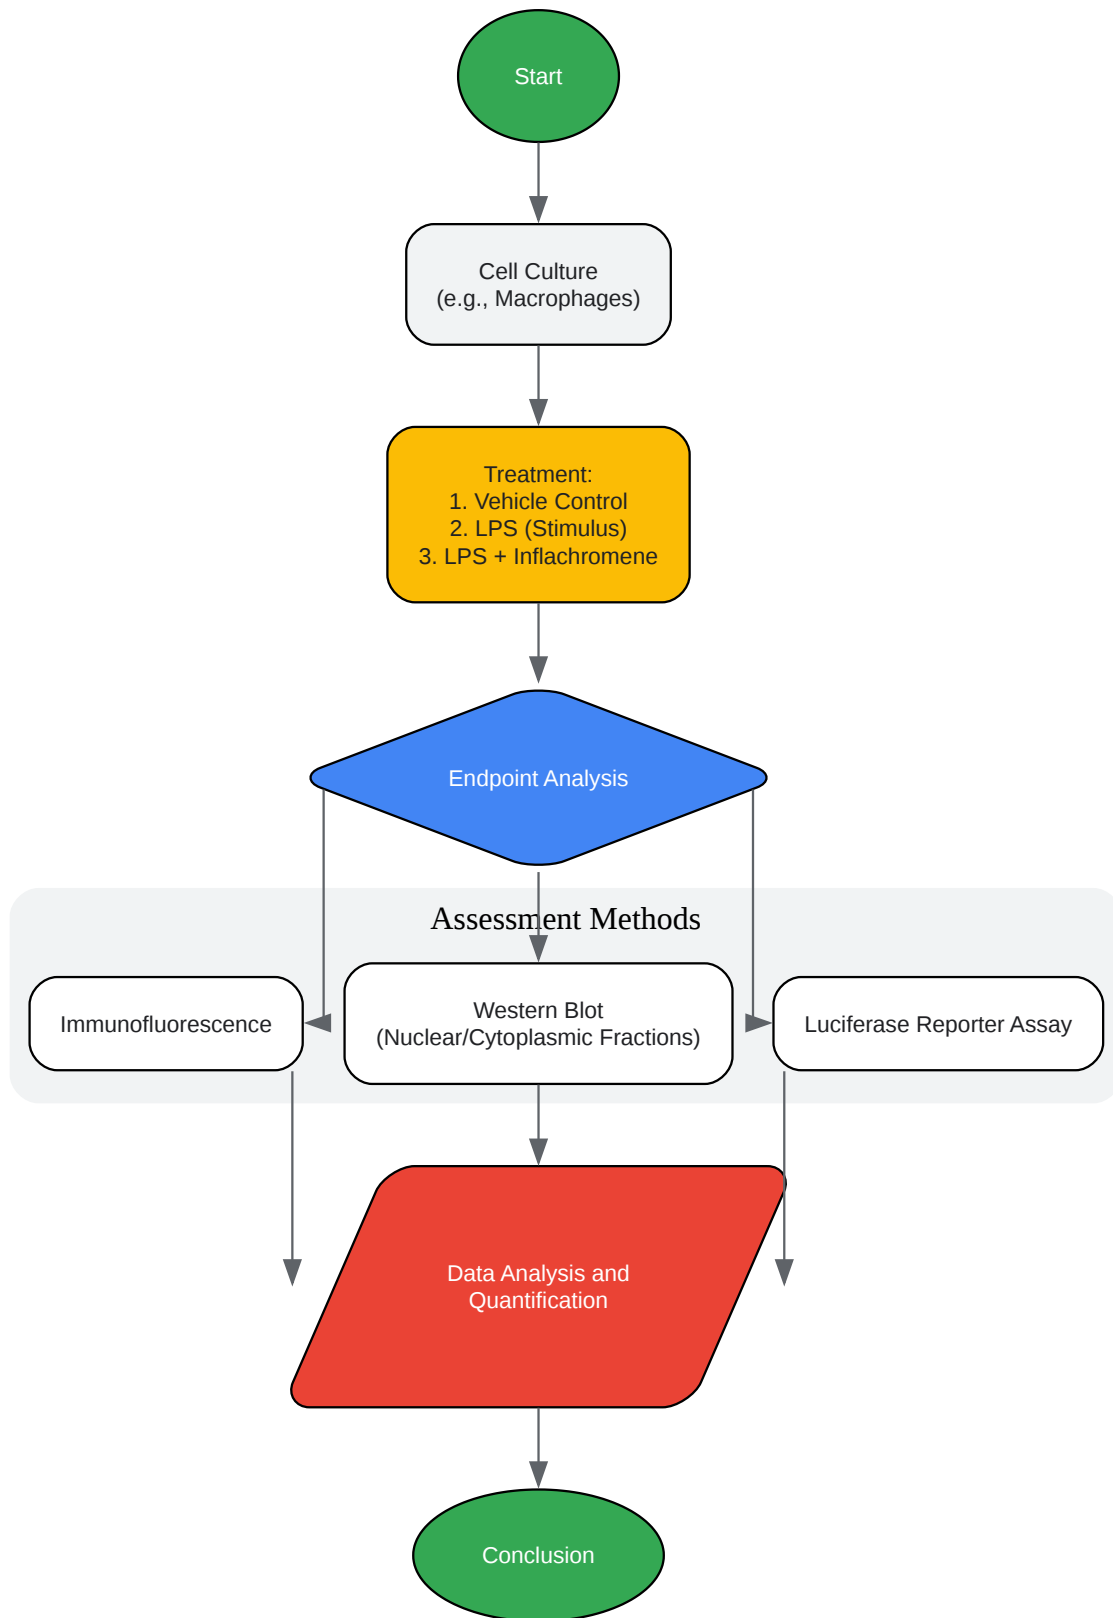 Start
Cell Culture
(e.g., Macrophages)
Treatment:
1. Vehicle Control
2. LPS (Stimulus)
3. LPS + Inflachromene
Endpoint Analysis
Assessment Methods
Immunofluorescence
Western Blot
(Nuclear/Cytoplasmic Fractions)
Luciferase Reporter Assay
Data Analysis and
Quantification
Conclusion